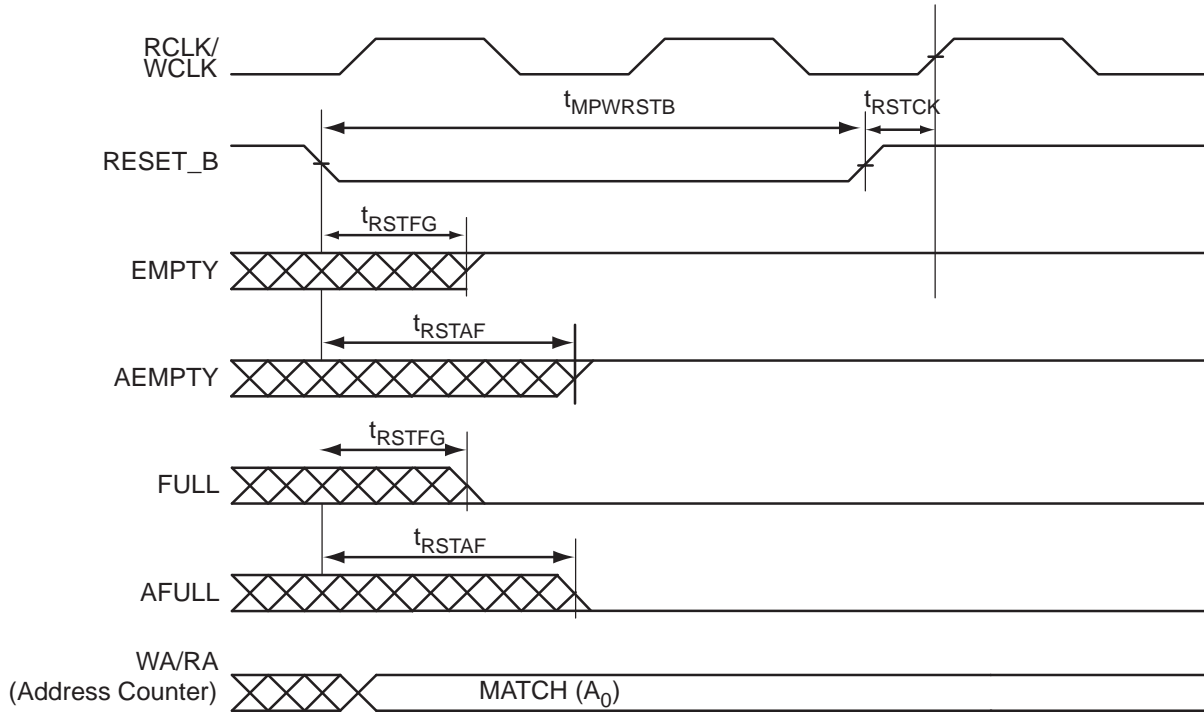 RCLK/
WCLK
tMPWRSTB
tRSTCK
RESET_B
tRSTFG
EMPTY
tRSTAF
AEMPTY
tRSTFG
FULL
tRSTAF
AFULL
WA/RA
(Address Counter)
MATCH (A0)